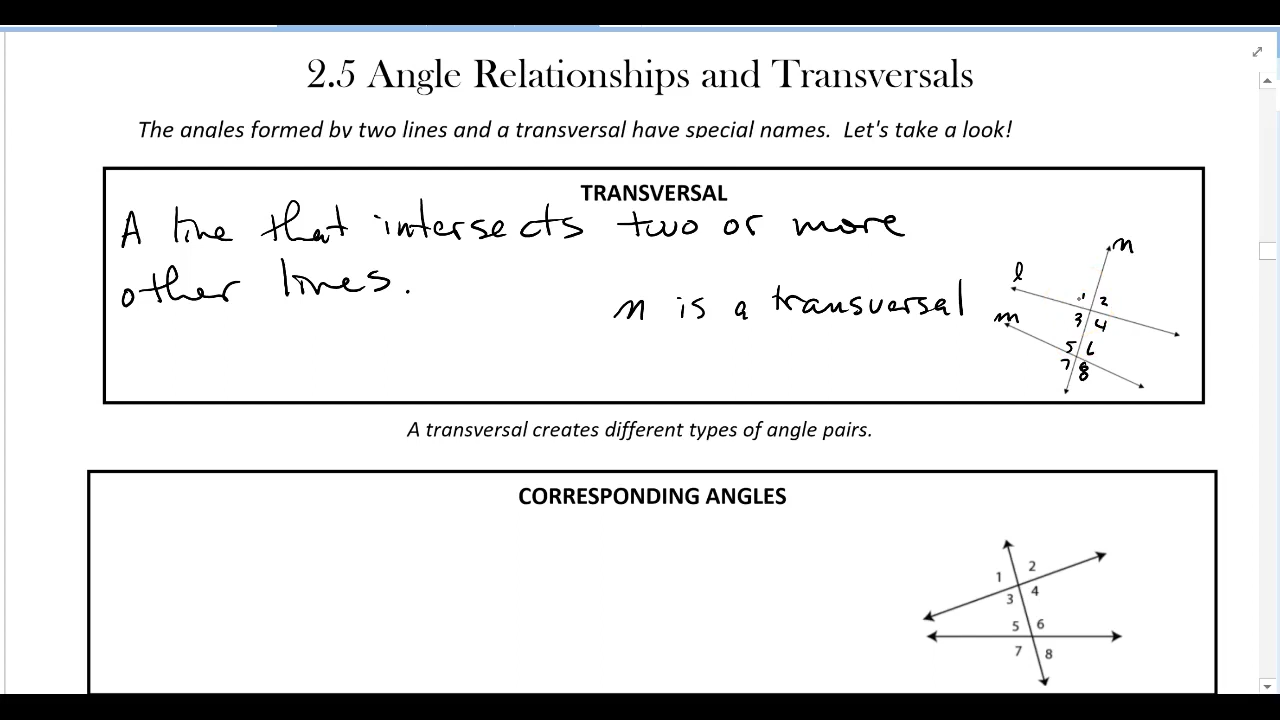 2.5 Angle Relationships and Transversals
The angles formed by two lines and a transversal have special names. Let's take a look!
TRANSVERSAL
A line that intersects two or more
other lines.
n is a transversal
n
l
m
1 2
3 4
5 6
7 8
A transversal creates different types of angle pairs.
CORRESPONDING ANGLES
1 2
3 4
5 6
7 8